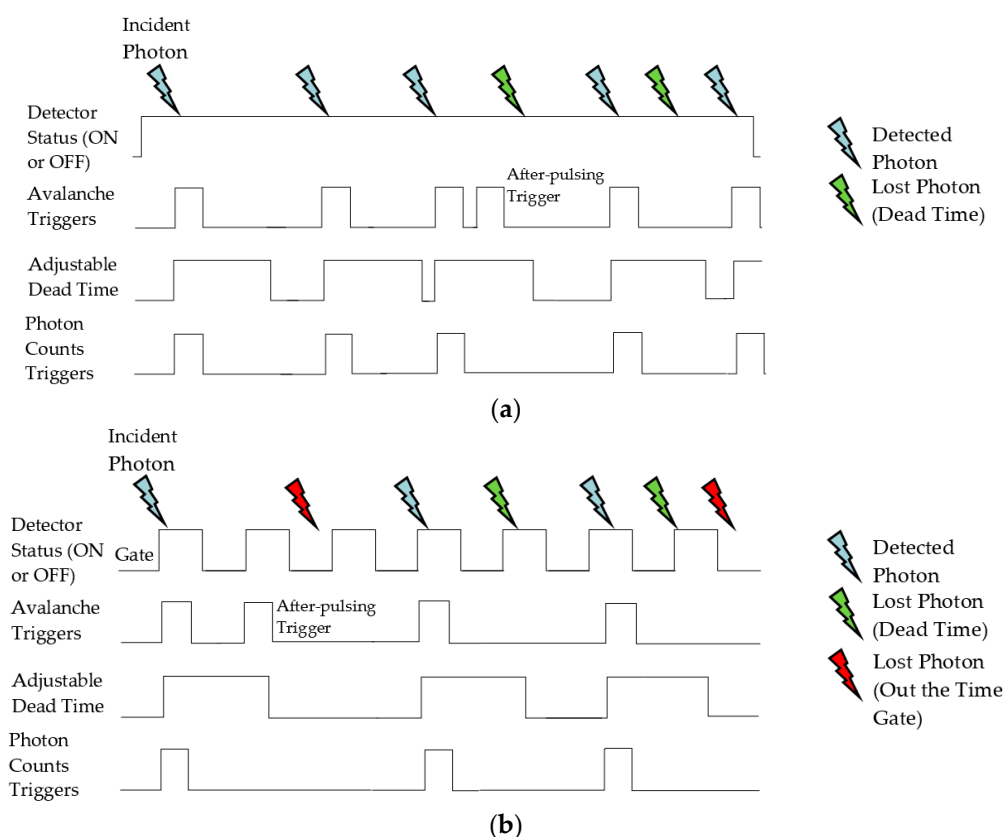 Incident
Photon
Detector
Status (ON
or OFF)
Avalanche
Triggers
After-pulsing
Trigger
Adjustable
Dead Time
Photon
Counts
Triggers
Detected
Photon
Lost Photon
(Dead Time)
(a)
Incident
Photon
Detector
Status (ON
or OFF)
Gate
Avalanche
Triggers
After-pulsing
Trigger
Adjustable
Dead Time
Photon
Counts
Triggers
Detected
Photon
Lost Photon
(Dead Time)
Lost Photon
(Out the Time
Gate)
(b)